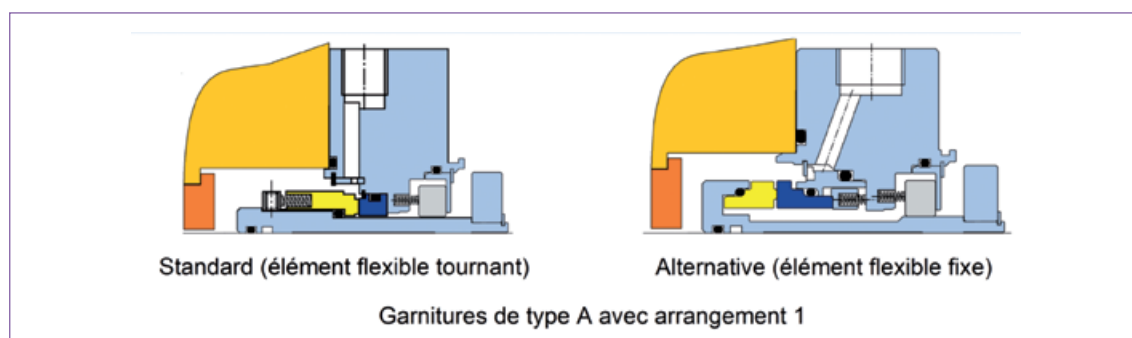 Standard (élément flexible tournant)
Alternative (élément flexible fixe)
Garnitures de type A avec arrangement 1